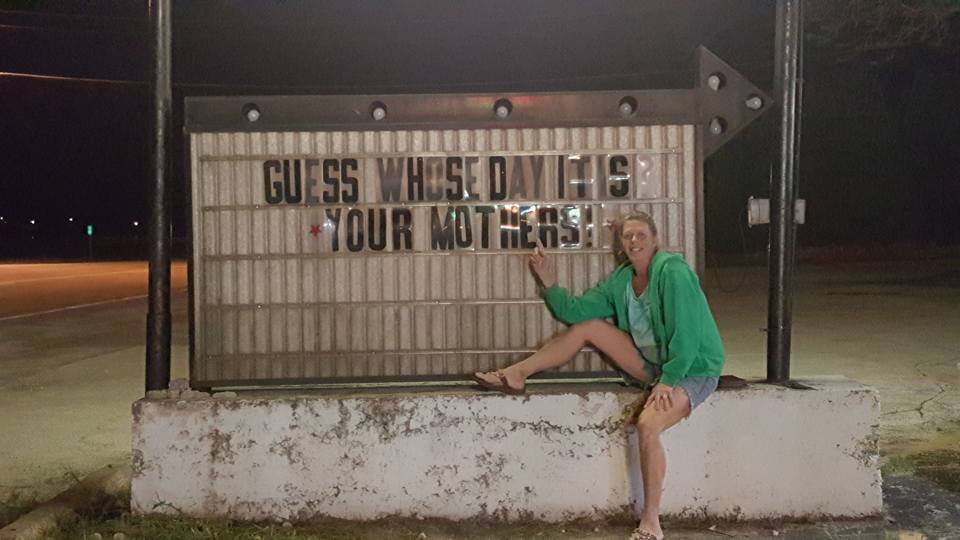 GUESS WHOSE DAY IT IS?
YOUR MOTHERS!